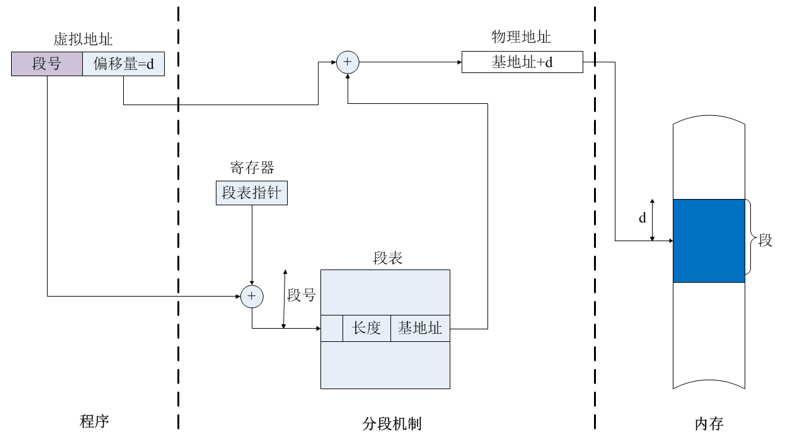 虚拟地址
段号
偏移量=d
+
物理地址
基地址+d
寄存器
段表指针
d
段
段表
+
段号
长度
基地址
程序
分段机制
内存